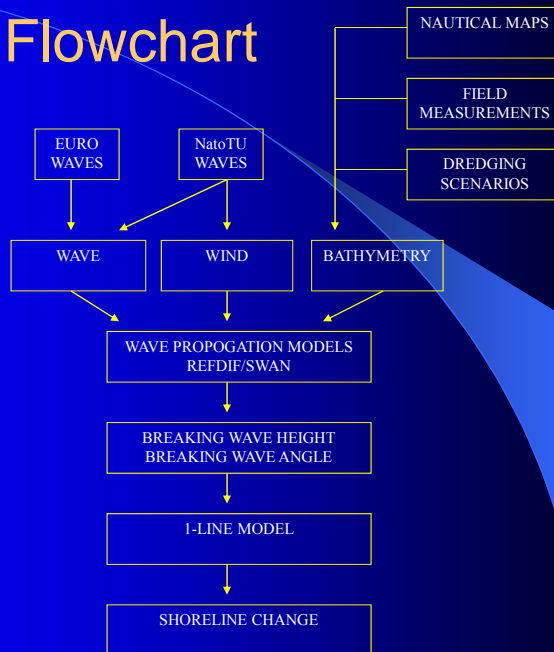 Flowchart
NAUTICAL MAPS
FIELD
MEASUREMENTS
DREDGING
SCENARIOS
EURO
WAVES
NatoTU
WAVES
WAVE
WIND
BATHYMETRY
WAVE PROPOGATION MODELS
REFDIF/SWAN
BREAKING WAVE HEIGHT
BREAKING WAVE ANGLE
1-LINE MODEL
SHORELINE CHANGE